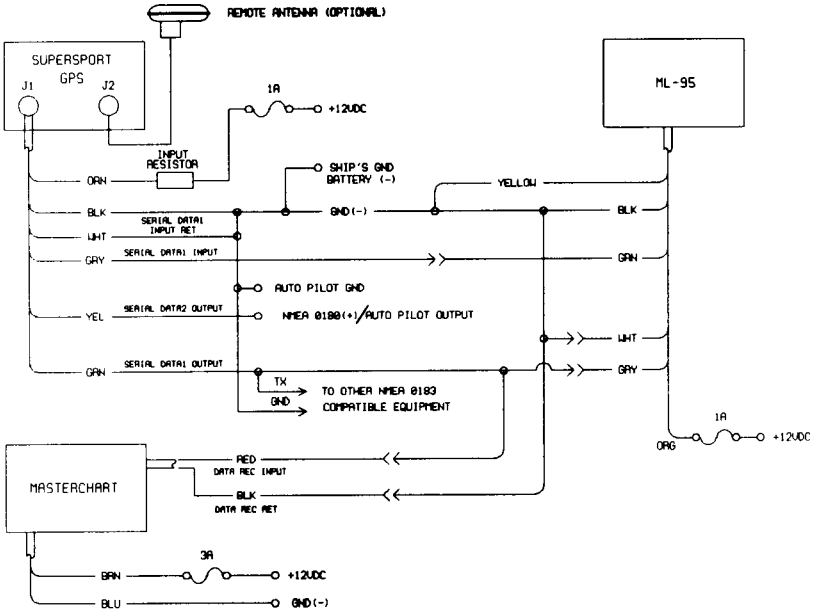 REMOTE ANTENNA (OPTIONAL)
SUPERSPORT
GPS
J1
J2
1A
+12VDC
ML-95
INPUT
RESISTOR
ORN
SHIP'S GND
BATTERY (-)
YELLOW
BLK
SERIAL DATA1
INPUT RET
GND(-)
BLK
WHT
GRY
SERIAL DATA1 INPUT
GRN
AUTO PILOT GND
YEL
SERIAL DATA2 OUTPUT
NMEA 0180(+)/AUTO PILOT OUTPUT
WHT
GRN
SERIAL DATA1 OUTPUT
GRY
TX
TO OTHER NMEA 0183
GND
COMPATIBLE EQUIPMENT
1A
ORG
+12VDC
RED
DATA REC INPUT
MASTERCHART
BLK
DATA REC RET
3A
BRN
+12VDC
BLU
GND(-)